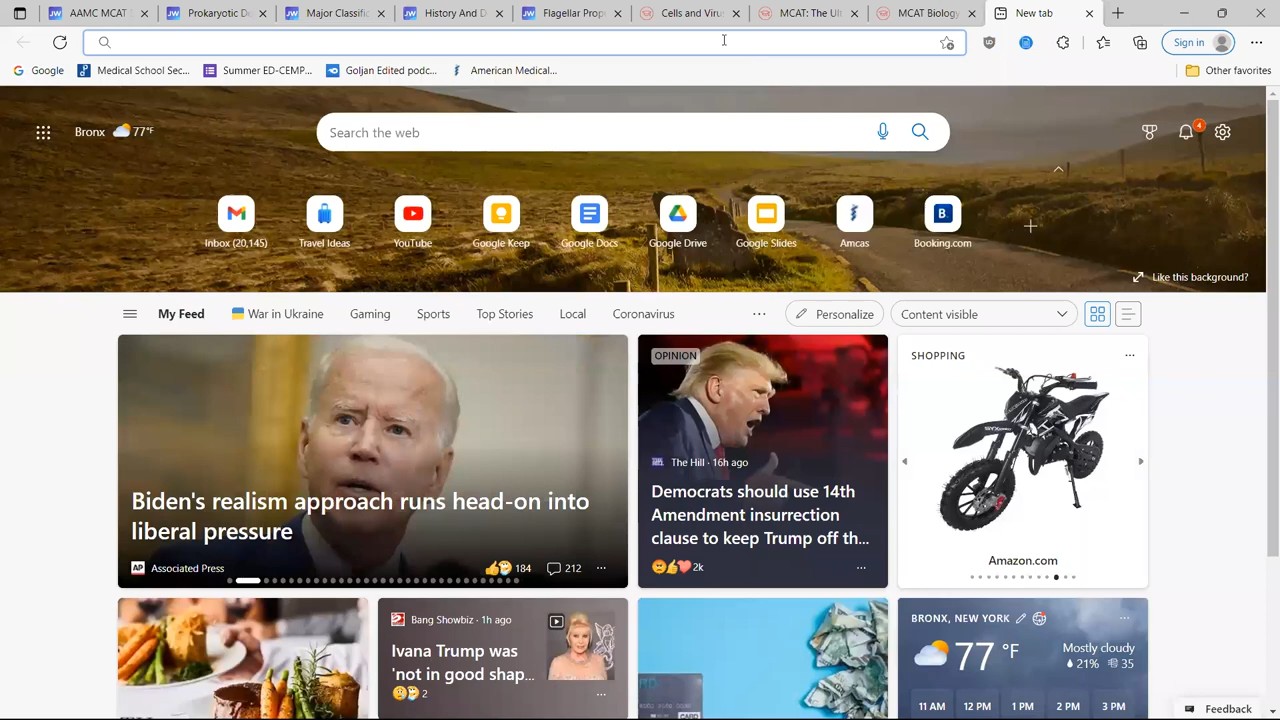 AAMC MCAT
Prokaryotic De
Major Classific
History And D
Flagellar Prop
Cells and Viru
MCAT: The Ul
MCAT Biology
New tab
Sign in
Google
Medical School Sec...
Summer ED-CEMP...
Goljan Edited podc...
American Medical...
Other favorites
Bronx
77°F
Search the web
4
Inbox (20,145)
Travel Ideas
YouTube
Google Keep
Google Docs
Google Drive
Google Slides
Amcas
Booking.com
Like this background?
My Feed
War in Ukraine
Gaming
Sports
Top Stories
Local
Coronavirus
...
Personalize
Content visible
Biden's realism approach runs head-on into
liberal pressure
AP Associated Press
184
212
OPINION
The Hill · 16h ago
Democrats should use 14th
Amendment insurrection
clause to keep Trump off th...
2k
SHOPPING
Amazon.com
Bang Showbiz · 1h ago
Ivana Trump was
'not in good shap...
2
BRONX, NEW YORK
77 °F
Mostly cloudy
21%
35
11 AM
12 PM
1 PM
2 PM
3 PM
Feedback